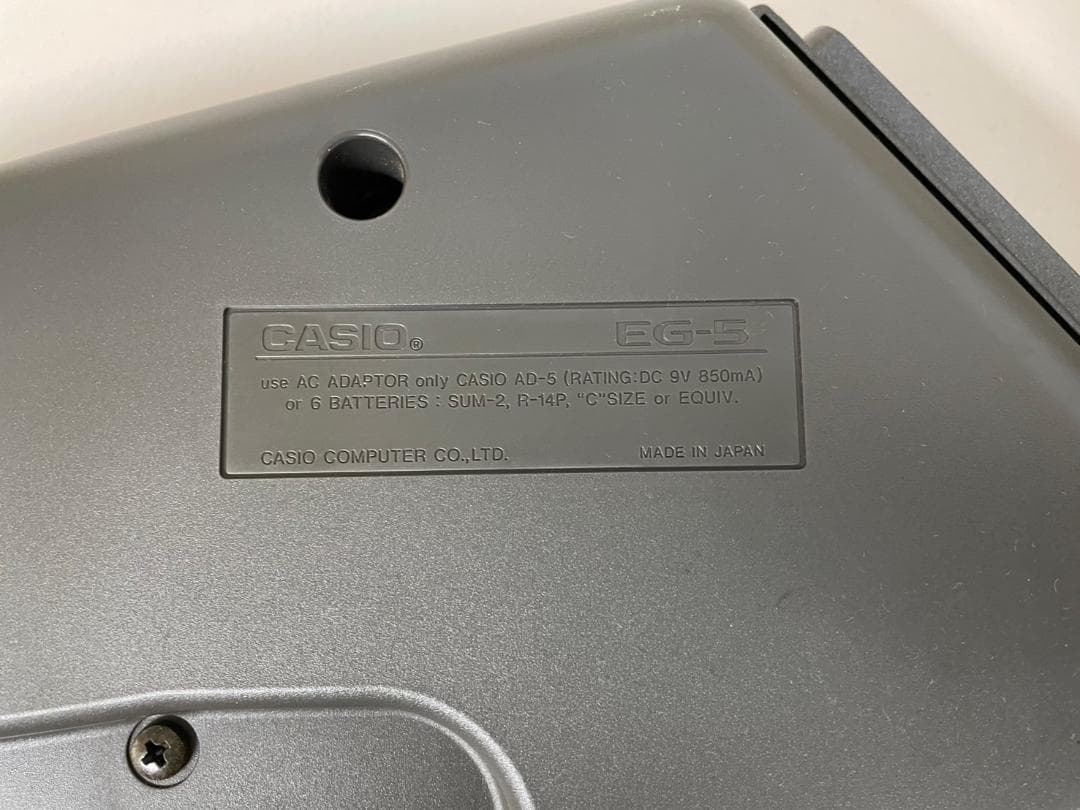 CASIO® EG-5
use AC ADAPTOR only CASIO AD-5 (RATING:DC 9V 850mA)
or 6 BATTERIES : SUM-2, R-14P, "C"SIZE or EQUIV.
CASIO COMPUTER CO.,LTD. MADE IN JAPAN